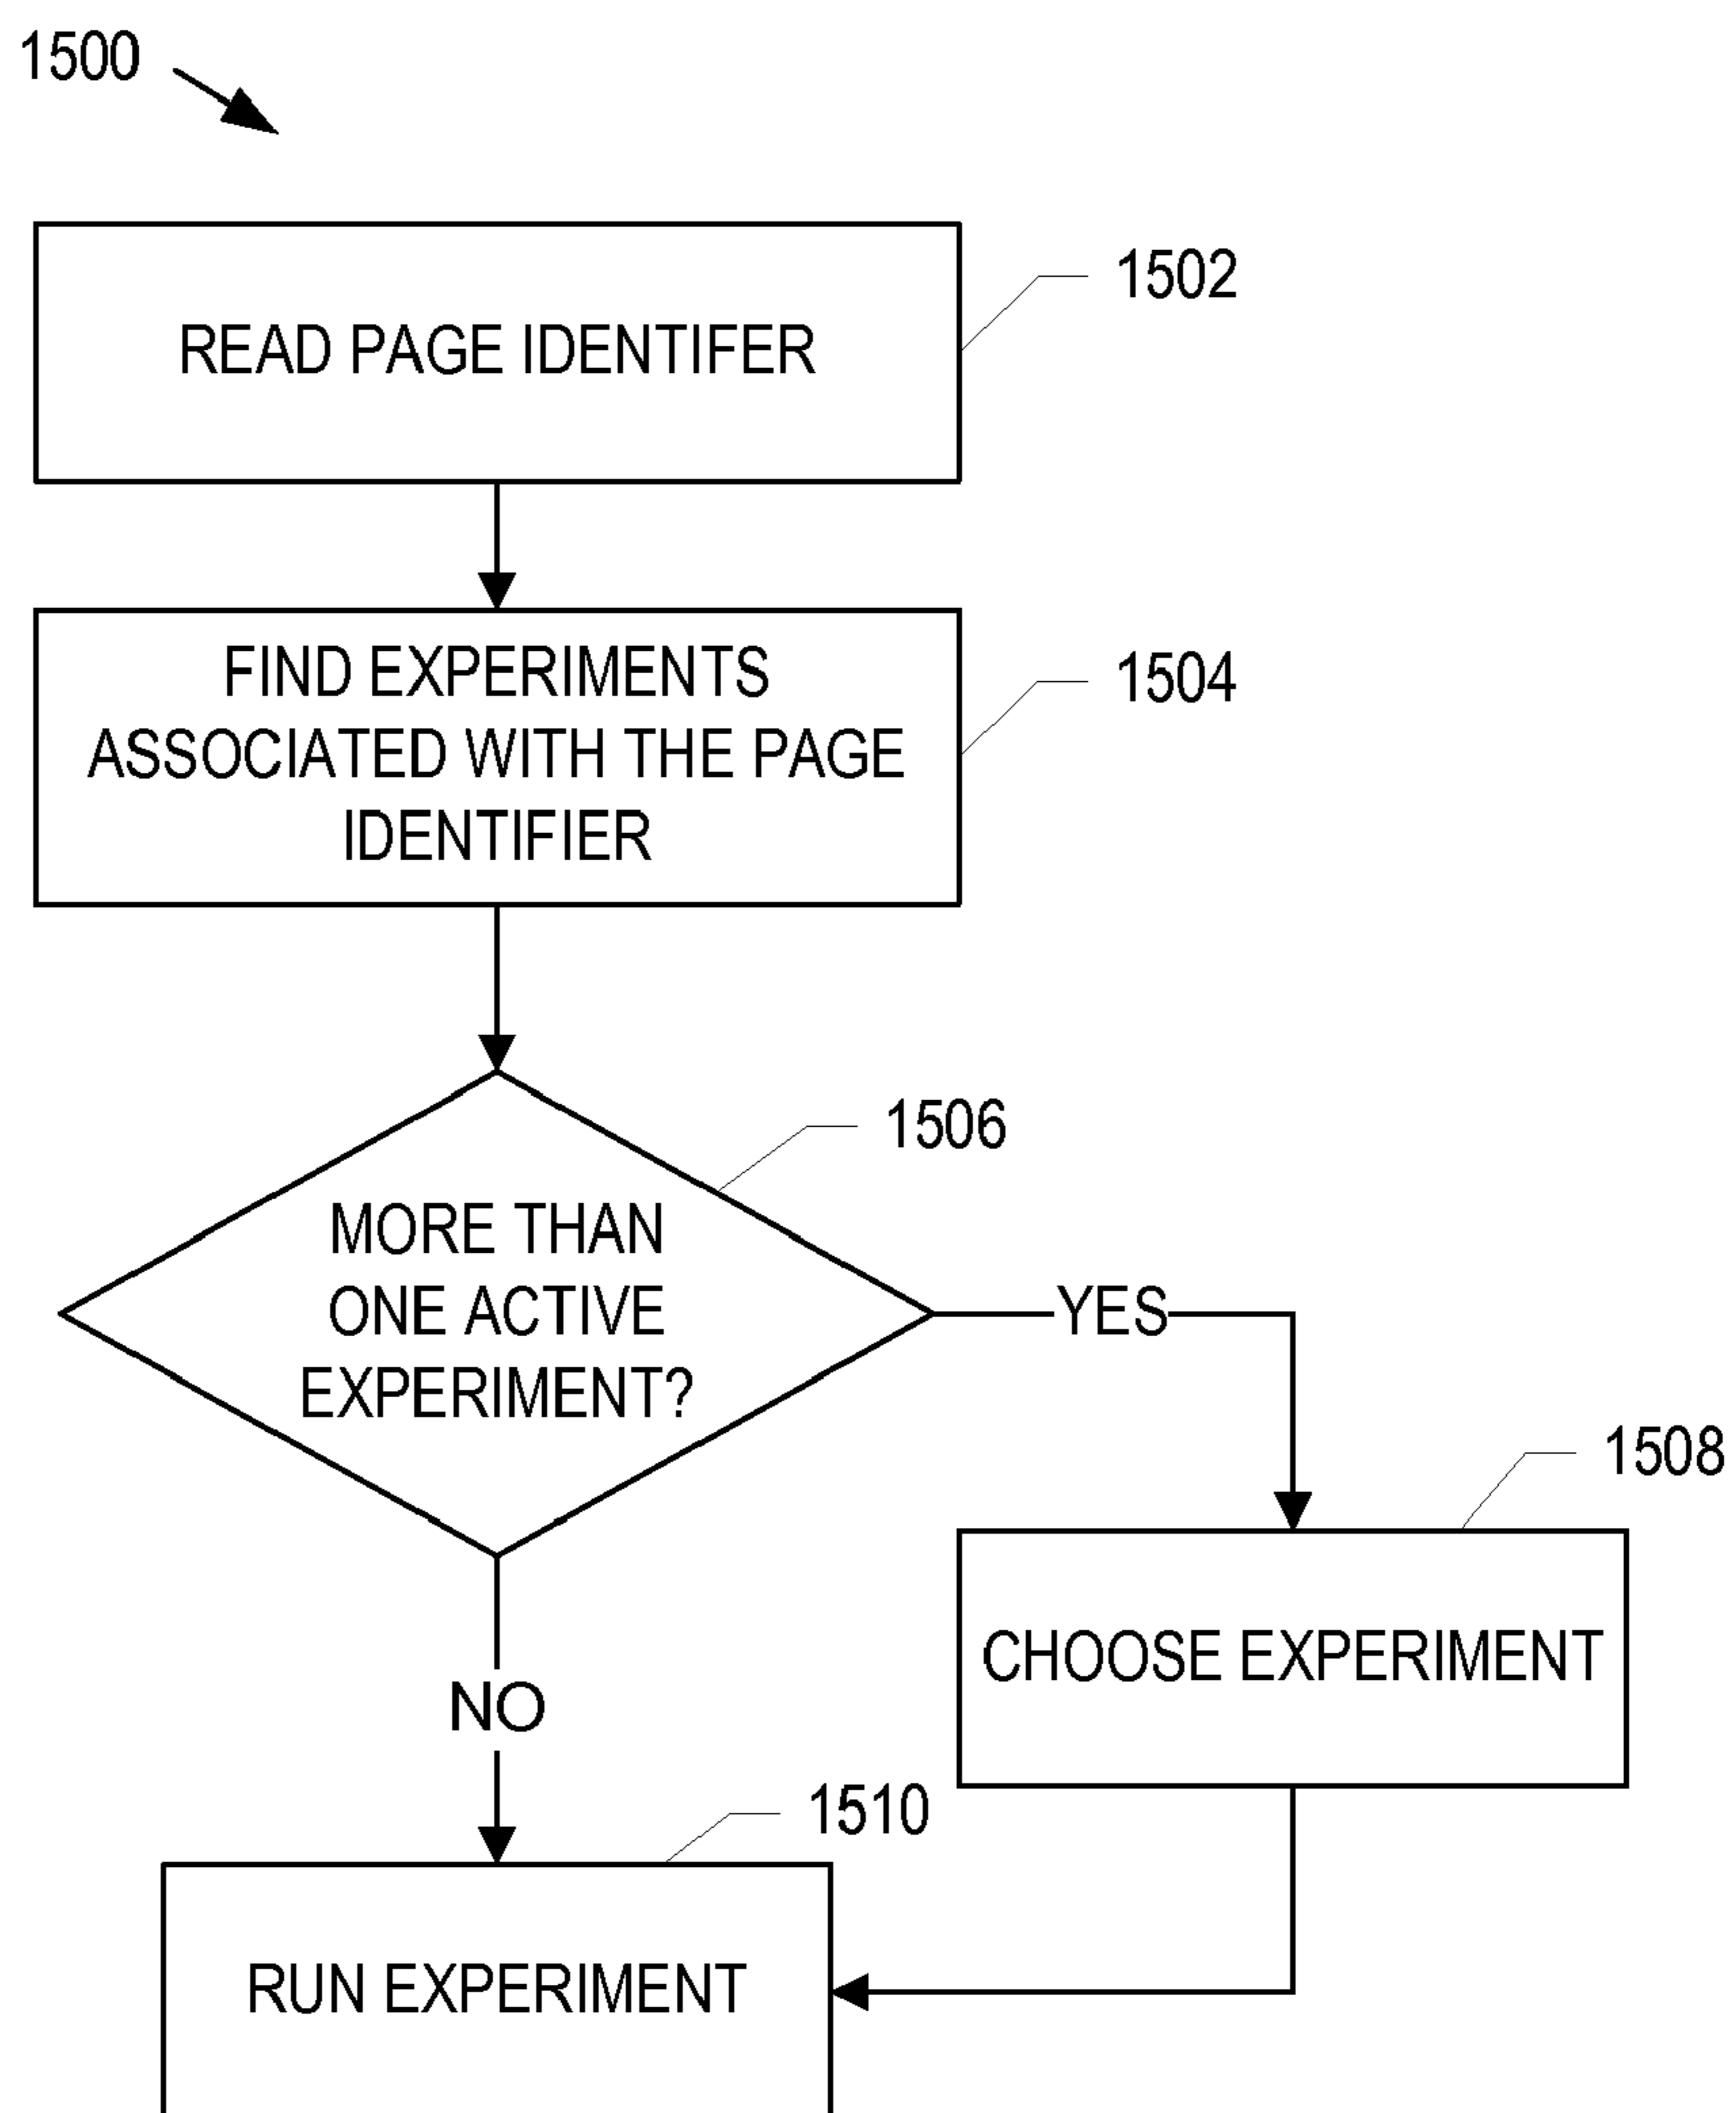 1500
1502
READ PAGE IDENTIFER
FIND EXPERIMENTS
ASSOCIATED WITH THE PAGE
IDENTIFIER
1504
1506
MORE THAN
ONE ACTIVE
EXPERIMENT?
YES
1508
CHOOSE EXPERIMENT
NO
1510
RUN EXPERIMENT